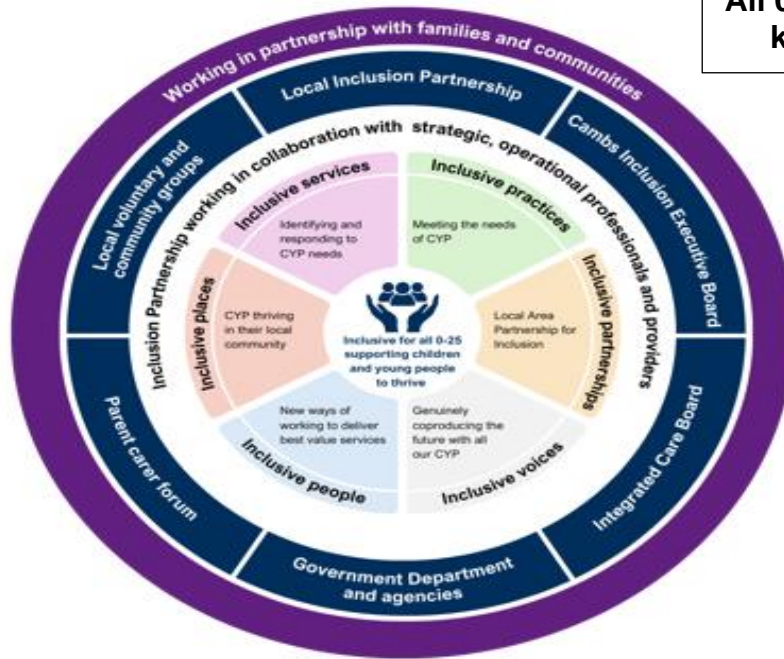 All
k
Working in partnership with families and communities
Local Inclusion Partnership
Cambs Inclusion Executive Board
Integrated Care Board
Government Department
and agencies
Parent carer forum
Local voluntary and
community groups
Inclusion Partnership working in collaboration with strategic, operational professionals and providers
Inclusive services
Identifying and
responding to
CYP needs
Inclusive practices
Meeting the needs
of CYP
Inclusive partnerships
Local Area
Partnership for
Inclusion
Inclusive voices
Genuinely
coproducing the
future with all
our CYP
Inclusive people
New ways of
working to deliver
best value services
Inclusive places
CYP thriving
in their local
community
Inclusive for all 0-25
supporting children
and young people
to thrive